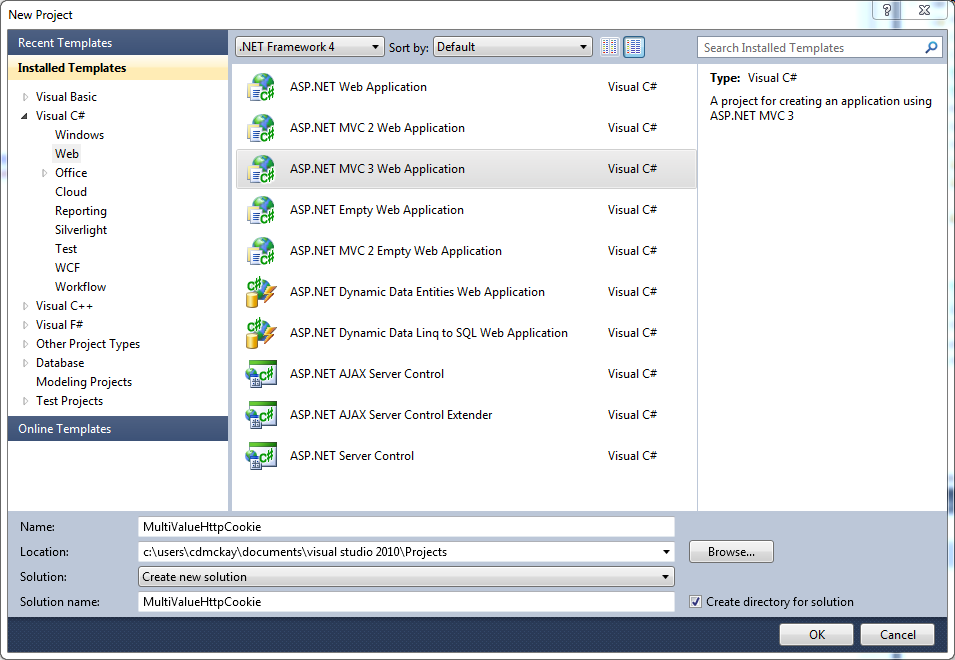 New Project
Recent Templates
Installed Templates
Visual Basic
Visual C#
Windows
Web
Office
Cloud
Reporting
Silverlight
Test
WCF
Workflow
Visual C++
Visual F#
Other Project Types
Database
Modeling Projects
Test Projects
Online Templates
.NET Framework 4 Sort by: Default
ASP.NET Web Application Visual C#
ASP.NET MVC 2 Web Application Visual C#
ASP.NET MVC 3 Web Application Visual C#
ASP.NET Empty Web Application Visual C#
ASP.NET MVC 2 Empty Web Application Visual C#
ASP.NET Dynamic Data Entities Web Application Visual C#
ASP.NET Dynamic Data Linq to SQL Web Application Visual C#
ASP.NET AJAX Server Control Visual C#
ASP.NET AJAX Server Control Extender Visual C#
ASP.NET Server Control Visual C#
Search Installed Templates
Type: Visual C#
A project for creating an application using
ASP.NET MVC 3
Name: MultiValueHttpCookie
Location: c:\users\cdmckay\documents\visual studio 2010\Projects Browse...
Solution: Create new solution
Solution name: MultiValueHttpCookie Create directory for solution
OK Cancel